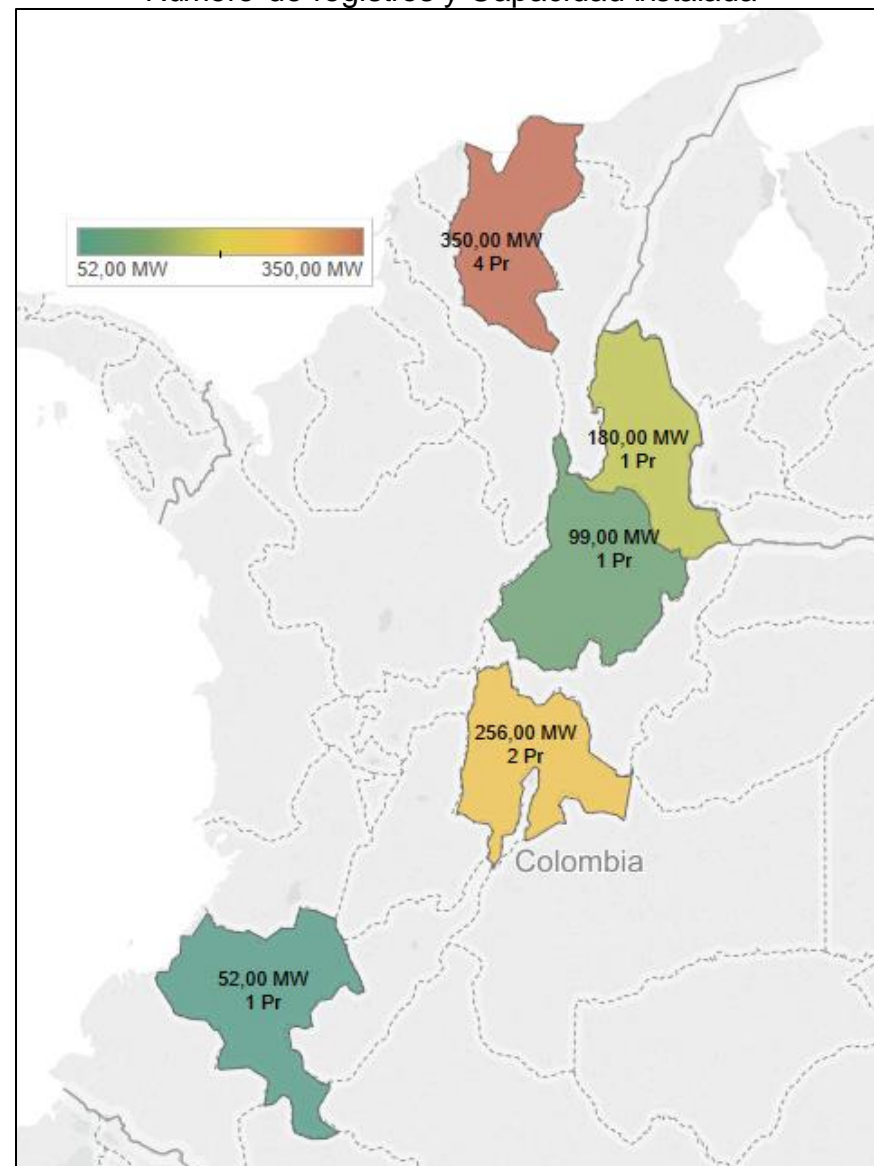 Número de registros y Capacidad instalada
350,00 MW
4 Pr
52,00 MW 350,00 MW
180,00 MW
1 Pr
99,00 MW
1 Pr
256,00 MW
2 Pr
Colombia
52,00 MW
1 Pr